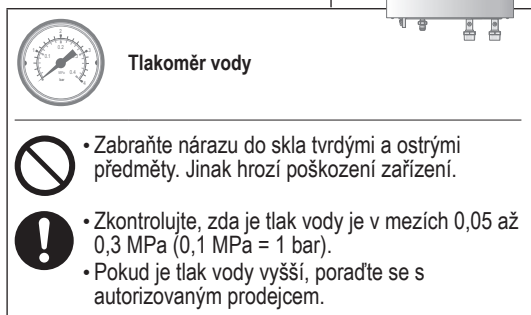 Tlakoměr vody
• Zabraňte nárazu do skla tvrdými a ostrými
předměty. Jinak hrozí poškození zařízení.
• Zkontrolujte, zda je tlak vody je v mezích 0,05 až
0,3 MPa (0,1 MPa = 1 bar).
• Pokud je tlak vody vyšší, poraďte se s
autorizovaným prodejcem.